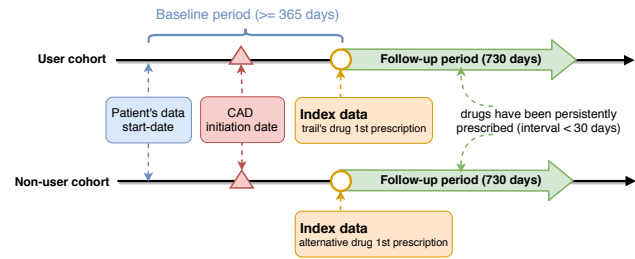 Baseline period (>= 365 days)
User cohort
Follow-up period (730 days)
Patient's data
start-date
CAD
initiation date
Index data
trail's drug 1st prescription
drugs have been persistently
prescribed (interval < 30 days)
Non-user cohort
Follow-up period (730 days)
Index data
alternative drug 1st prescription